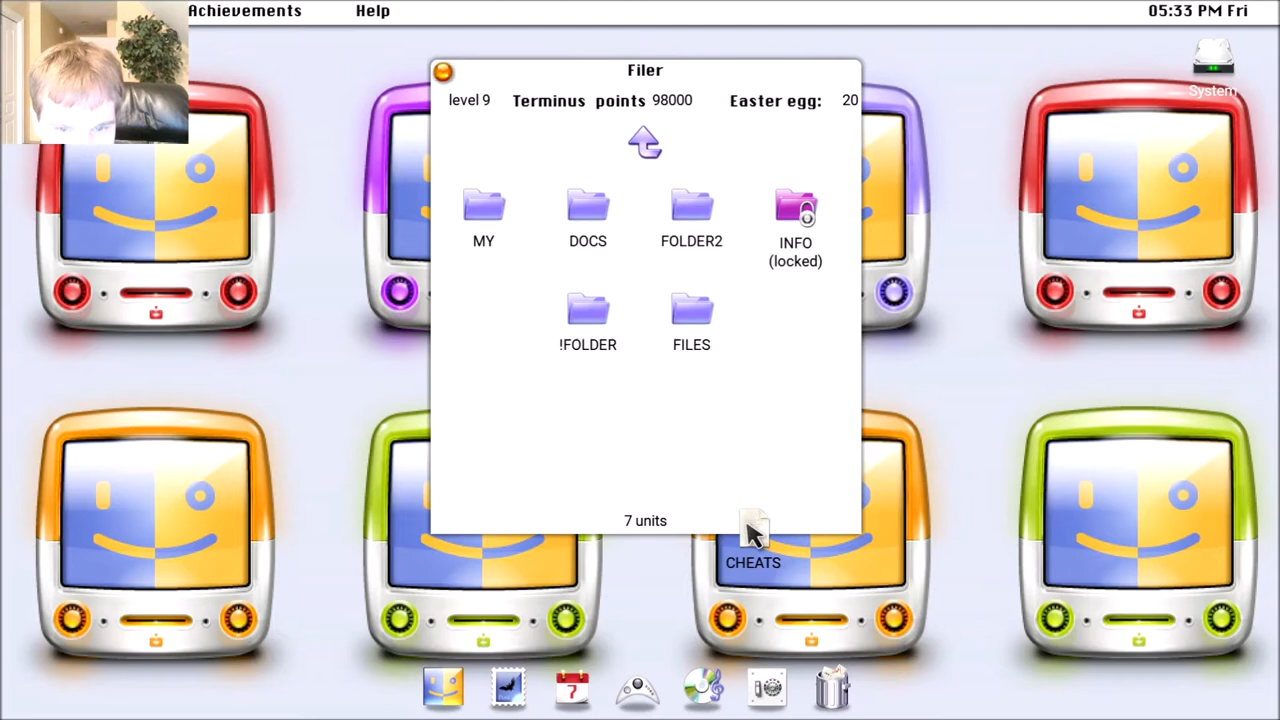 Achievements Help 05:33 PM Fri
Filer
level 9 Terminus points 98000 Easter egg: 20
System
MY DOCS FOLDER2 INFO
(locked)
!FOLDER FILES
7 units
CHEATS
7